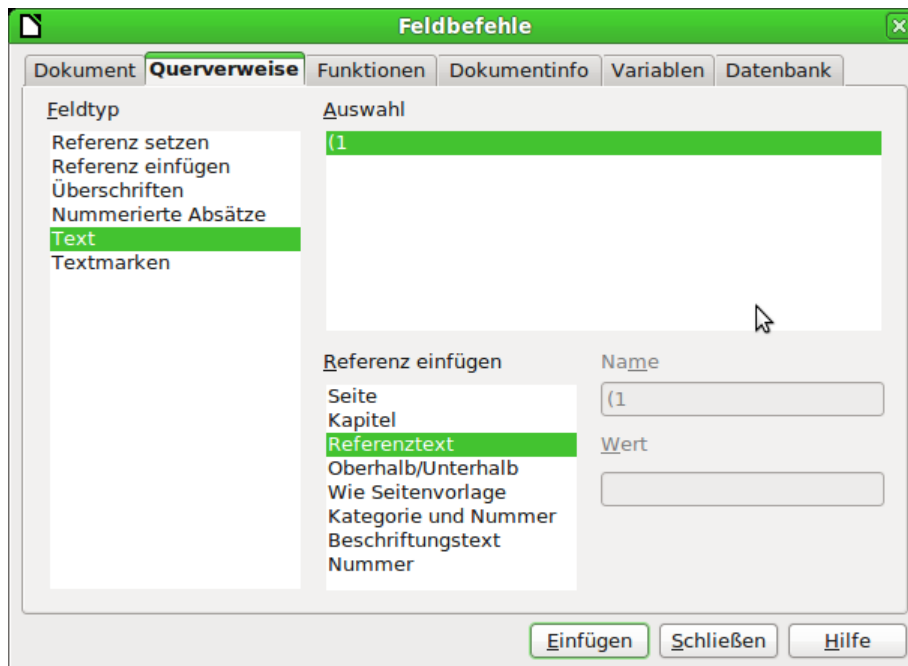 Feldbefehle
Dokument Querverweise Funktionen Dokumentinfo Variablen Datenbank
Feldtyp
Referenz setzen
Referenz einfügen
Überschriften
Nummerierte Absätze
Text
Textmarken
Auswahl
(1
Referenz einfügen
Seite
Kapitel
Referenztext
Oberhalb/Unterhalb
Wie Seitenvorlage
Kategorie und Nummer
Beschriftungstext
Nummer
Name
(1
Wert
Einfügen Schließen Hilfe